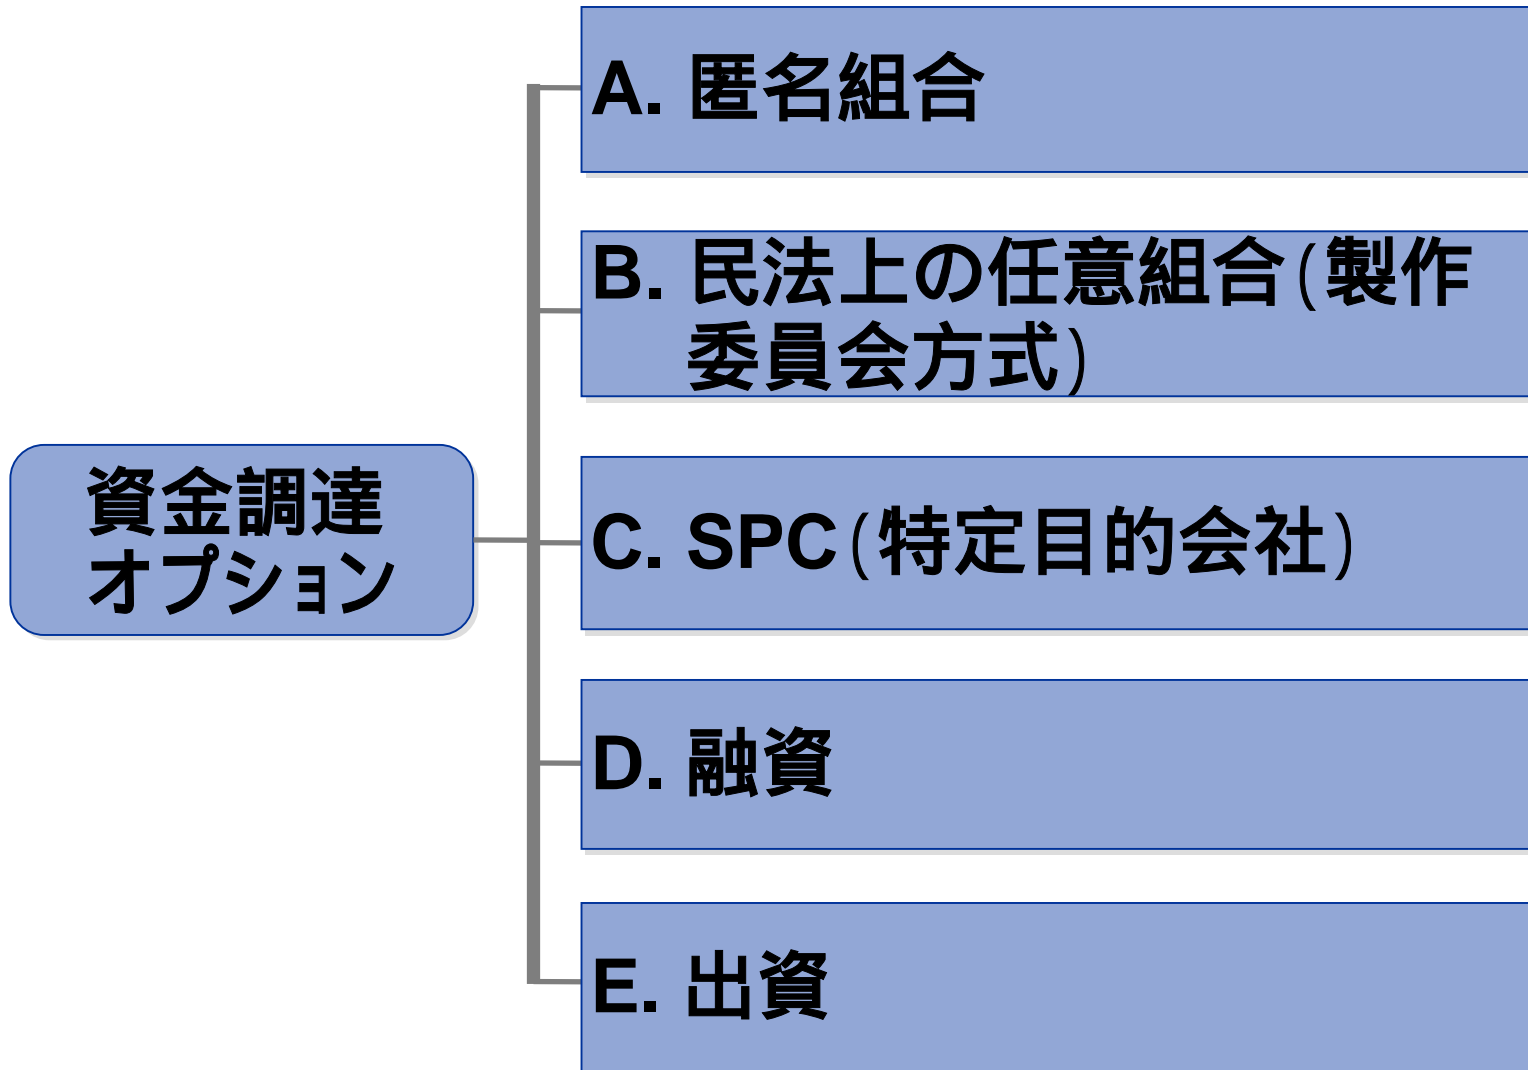 資金調達
オプション
A. 匿名組合
B. 民法上の任意組合(製作
委員会方式)
C. SPC(特定目的会社)
D. 融資
E. 出資